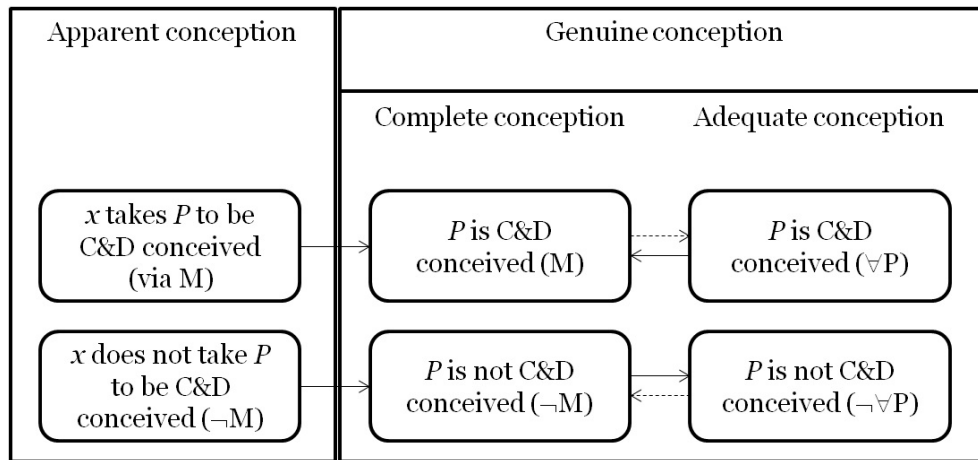 Apparent conception
Genuine conception
Complete conception
Adequate conception
x takes P to be
C&D conceived
(via M)
P is C&D
conceived (M)
P is C&D
conceived (∀P)
x does not take P
to be C&D
conceived (¬M)
P is not C&D
conceived (¬M)
P is not C&D
conceived (¬∀P)